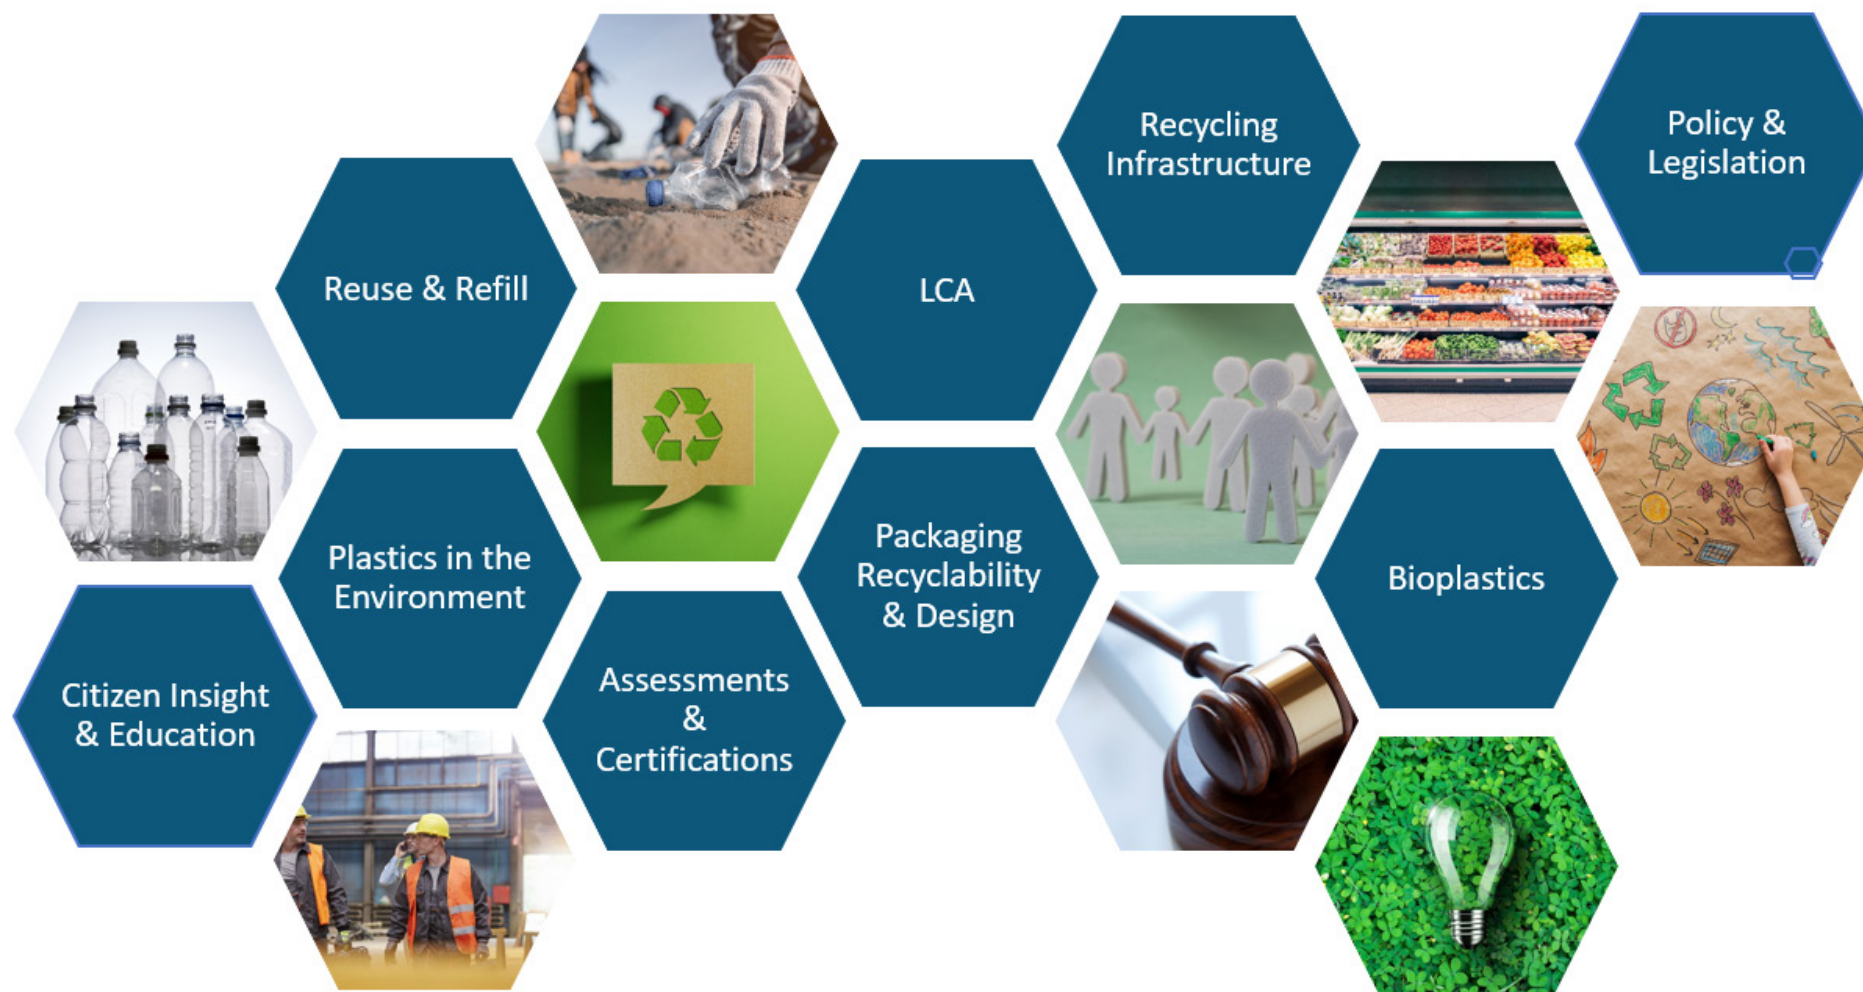 Recycling
Infrastructure
Policy &
Legislation
Reuse & Refill
LCA
Plastics in the
Environment
Packaging
Recyclability
& Design
Bioplastics
Citizen Insight
& Education
Assessments
&
Certifications